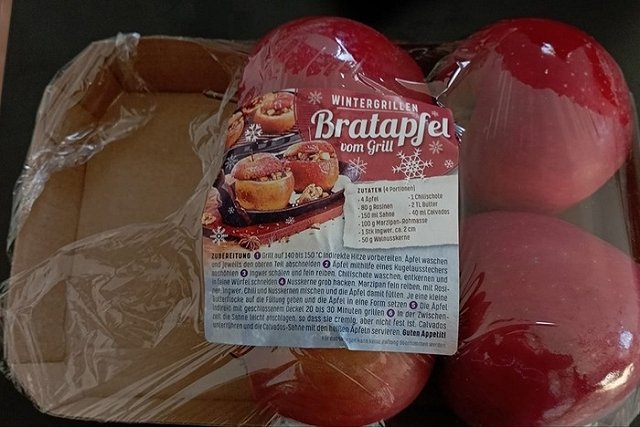 WINTERGRILLEN
Bratapfel
vom Grill
ZUTATEN (4 Portionen)
• 4 Äpfel
• 80 g Rosinen
• 150 ml Sahne
• 100 g Marzipan-Rohmasse
• 1 Stk Ingwer, ca. 2 cm
• 50 g Walnusskerne
• 1 Chilischote
• 2 TL Butter
• 40 ml Calvados
ZUBEREITUNG 1 Grill auf 140 bis 150 °C indirekte Hitze vorbereiten. Äpfel waschen
und jeweils den oberen Teil abschneiden 2 Äpfel mithilfe eines Kugelausstechers
aushöhlen 3 Ingwer schälen und fein reiben. Chilischote waschen, entkernen und
in feine Würfel schneiden 4 Nusskerne grob hacken. Marzipan fein reiben, mit Rosi-
nen, Ingwer, Chili und Nusskernen mischen und die Äpfel damit füllen. Je eine kleine
Butterflocke auf die Füllung geben und die Äpfel in eine Form setzen 5 Die Äpfel
indirekt mit geschlossenem Deckel 20 bis 30 Minuten grillen 6 In der Zwischen-
zeit die Sahne leicht anschlagen, so dass sie cremig, aber nicht fest ist. Calvados
unterrühren und die Calvados-Sahne mit den heißen Äpfeln servieren. Guten Appetit!